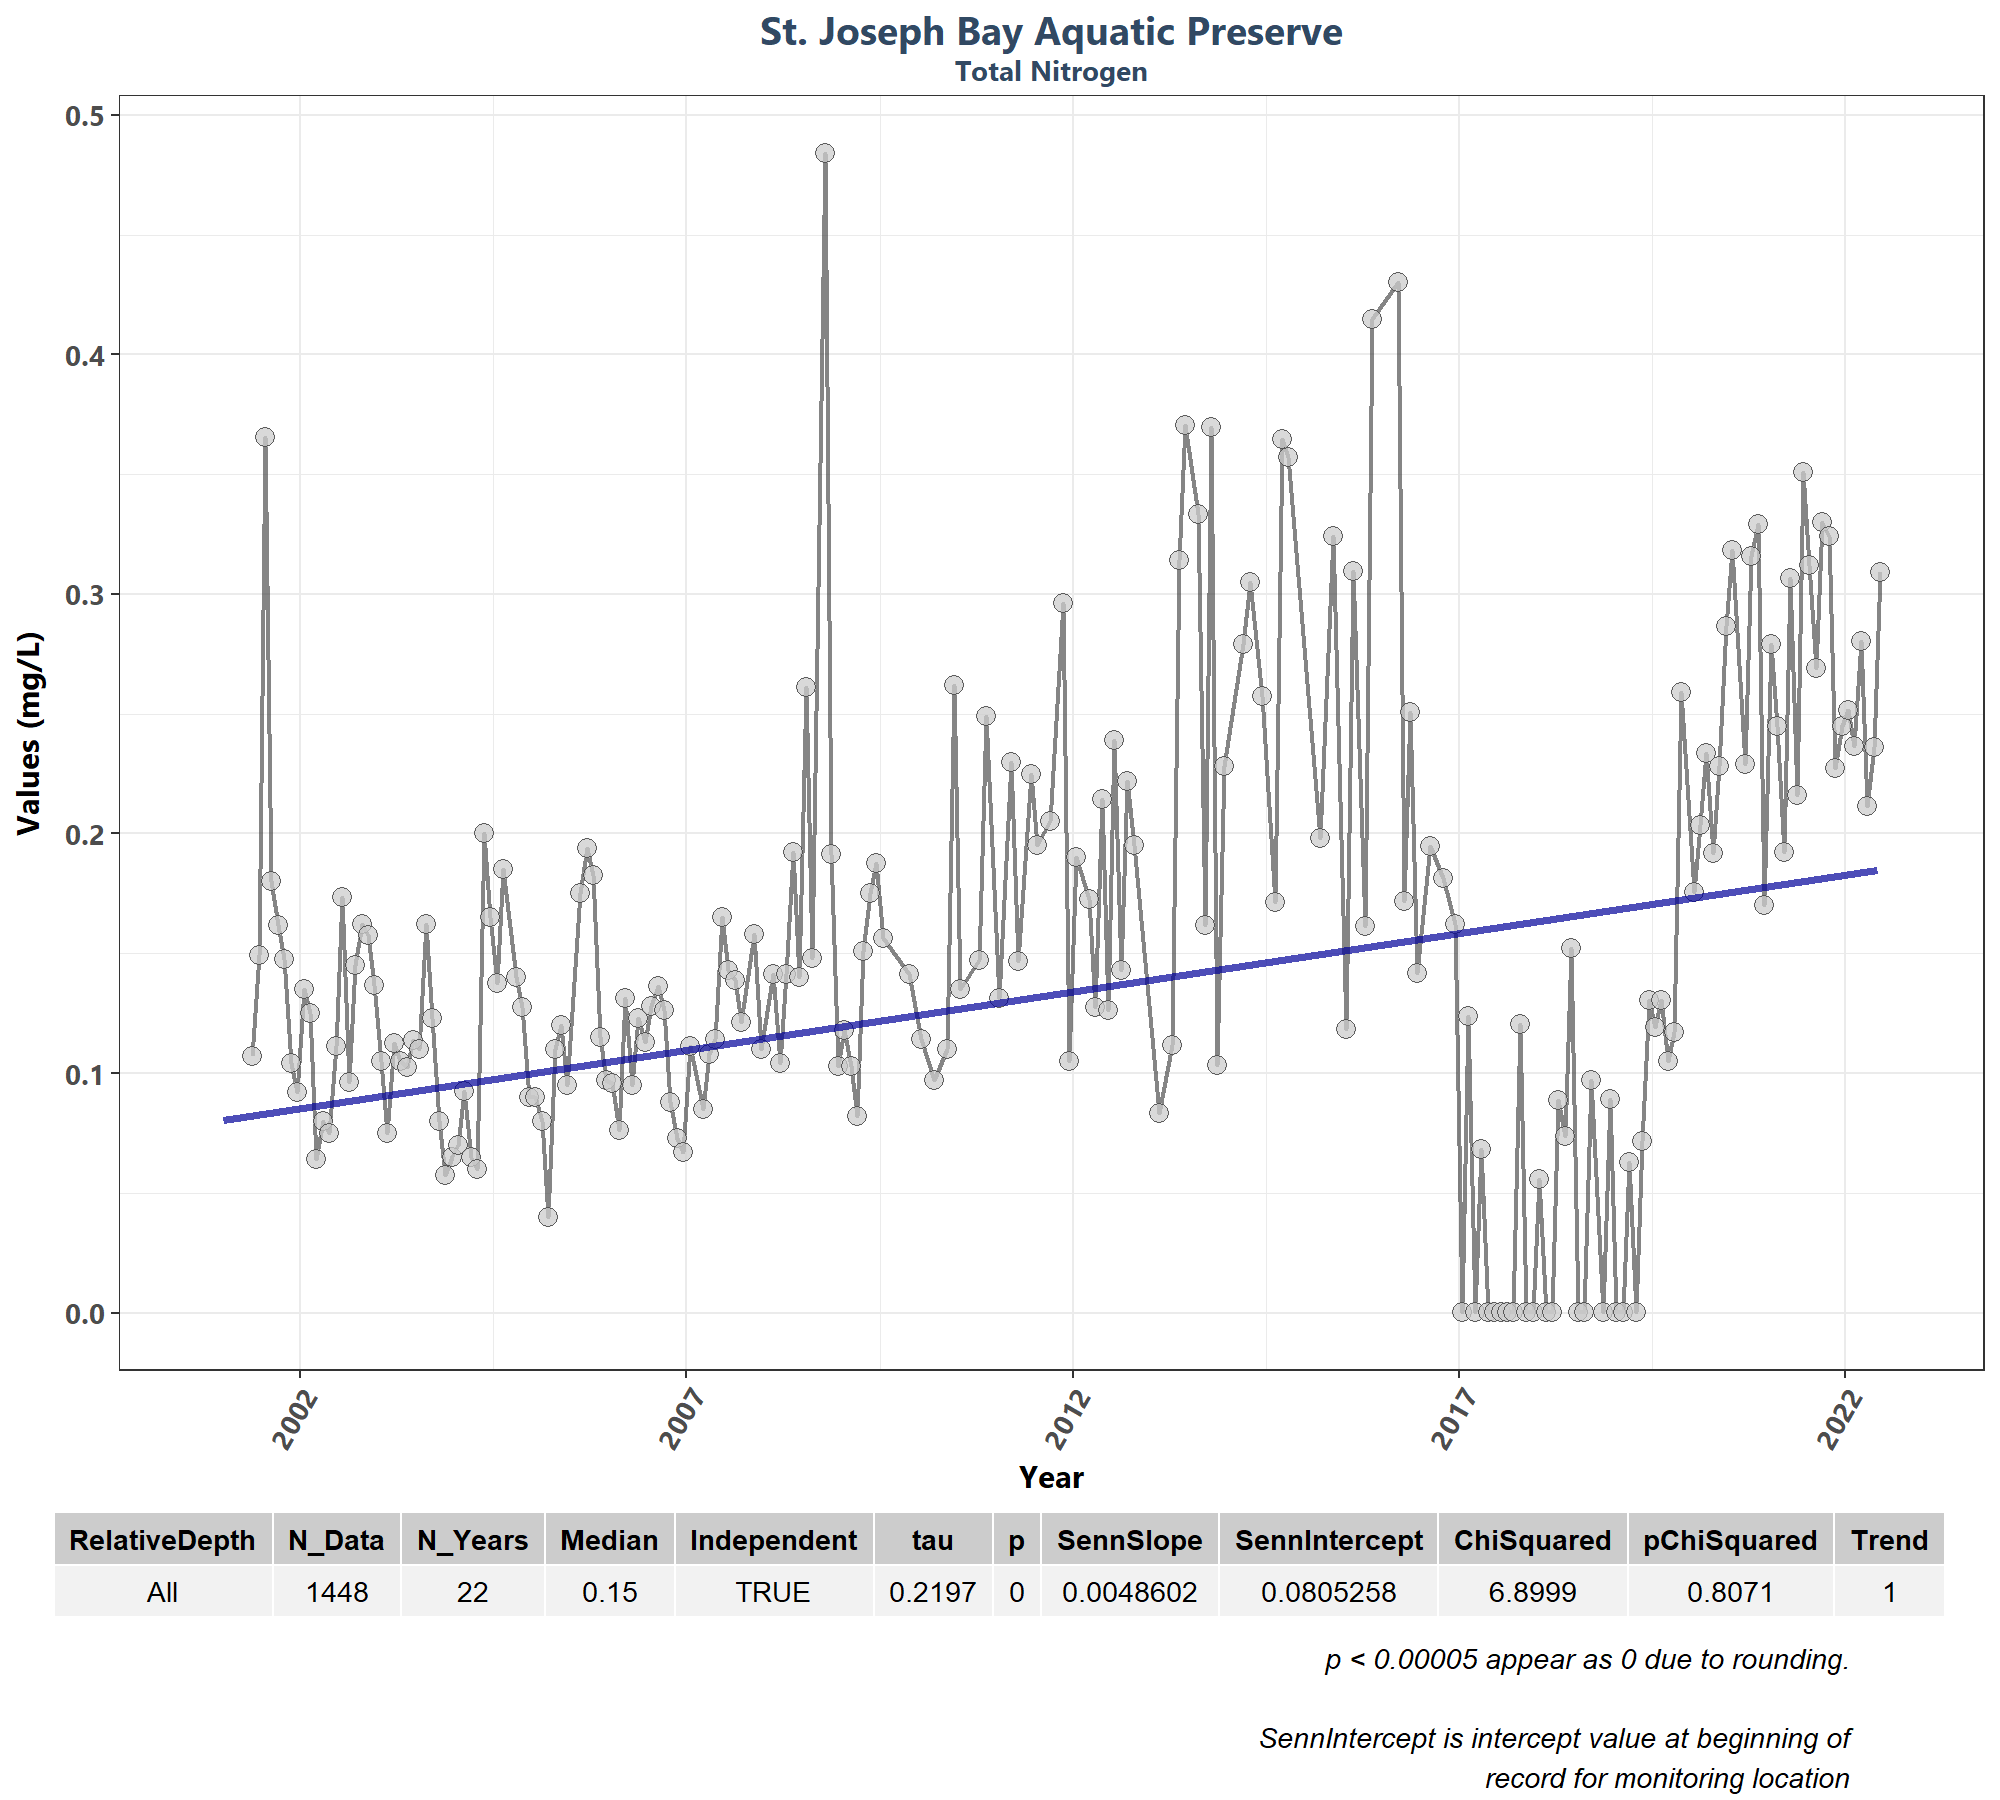 St. Joseph Bay Aquatic Preserve
Total Nitrogen
0.5
0.4
0.3
0.2
0.1
0.0
Values (mg/L)
2002 2007 2012 2017 2022
Year
RelativeDepth N_Data N_Years Median Independent tau p SennSlope SennIntercept ChiSquared pChiSquared Trend
All 1448 22 0.15 TRUE 0.2197 0 0.0048602 0.0805258 6.8999 0.8071 1
p < 0.00005 appear as 0 due to rounding.
SennIntercept is intercept value at beginning of
record for monitoring location